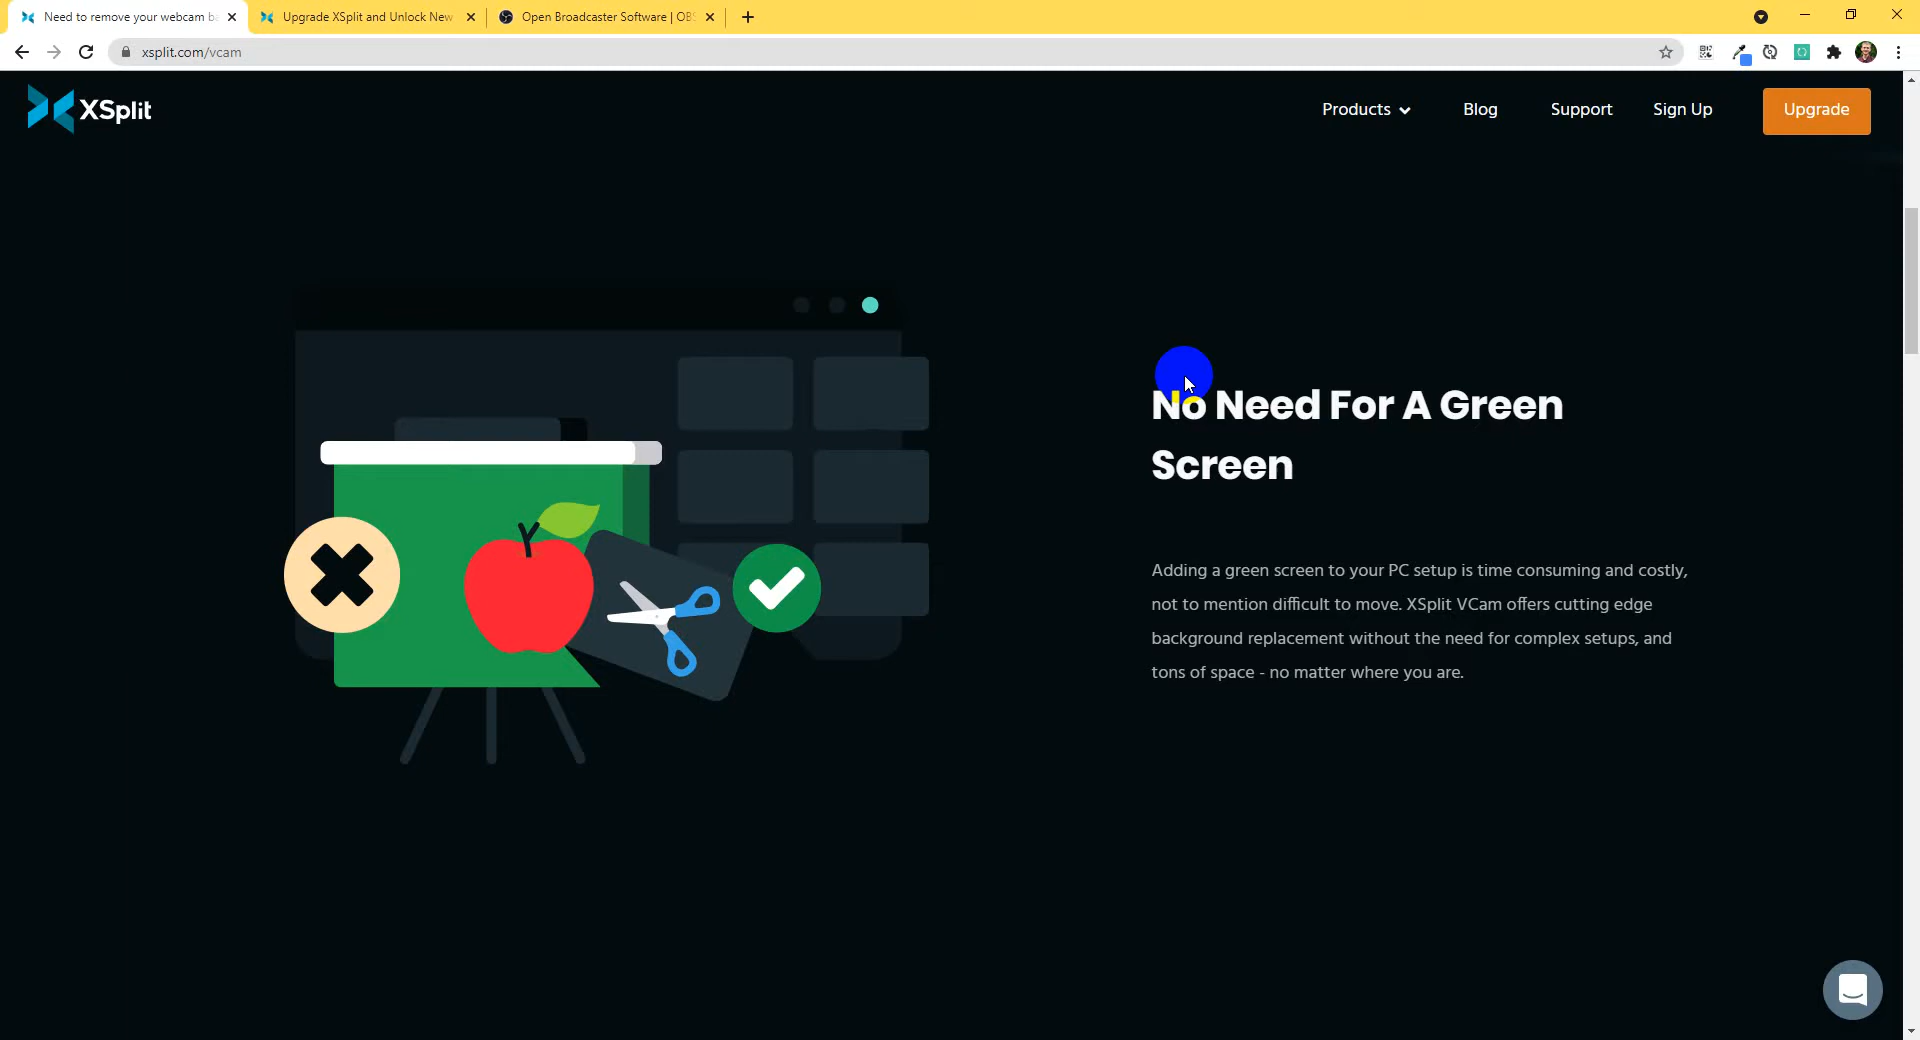 Need to remove your webcam ba
Upgrade XSplit and Unlock New
Open Broadcaster Software | OBS
xsplit.com/vcam
XSplit
Products
Blog
Support
Sign Up
Upgrade
No Need For A Green
Screen
Adding a green screen to your PC setup is time consuming and costly,
not to mention difficult to move. XSplit VCam offers cutting edge
background replacement without the need for complex setups, and
tons of space - no matter where you are.